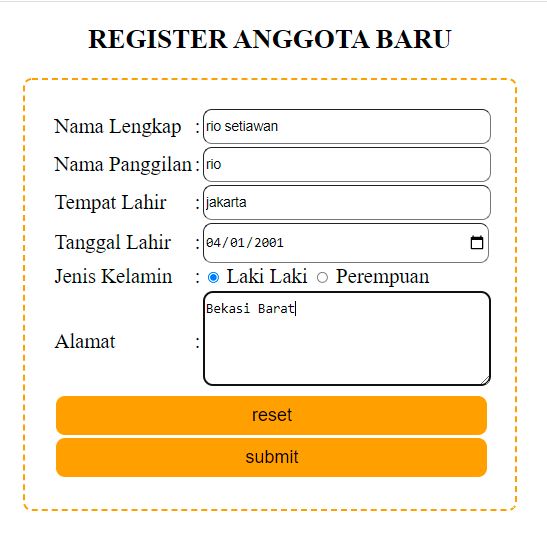 REGISTER ANGGOTA BARU
Nama Lengkap : rio setiawan
Nama Panggilan : rio
Tempat Lahir : jakarta
Tanggal Lahir : 04/01/2001
Jenis Kelamin : Laki Laki Perempuan
Alamat : Bekasi Barat
reset
submit